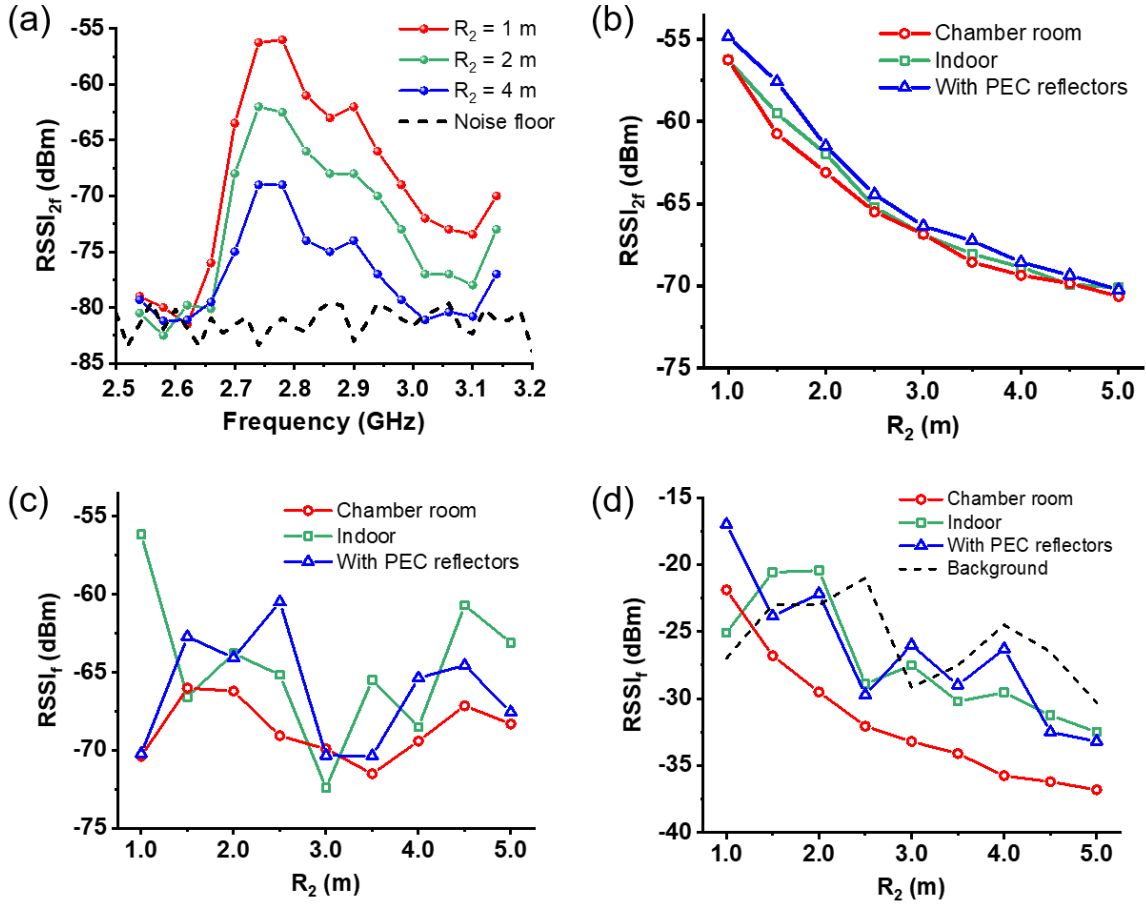 (a)
RSSI2f (dBm)
-55
-60
-65
-70
-75
-80
-85
2.5 2.6 2.7 2.8 2.9 3.0 3.1 3.2
Frequency (GHz)
R2 = 1 m
R2 = 2 m
R2 = 4 m
Noise floor
(b)
RSSI2f (dBm)
-55
-60
-65
-70
-75
1.0 2.0 3.0 4.0 5.0
R2 (m)
Chamber room
Indoor
With PEC reflectors
(c)
RSSIf (dBm)
-55
-60
-65
-70
-75
1.0 2.0 3.0 4.0 5.0
R2 (m)
Chamber room
Indoor
With PEC reflectors
(d)
RSSIf (dBm)
-15
-20
-25
-30
-35
-40
1.0 2.0 3.0 4.0 5.0
R2 (m)
Chamber room
Indoor
With PEC reflectors
Background